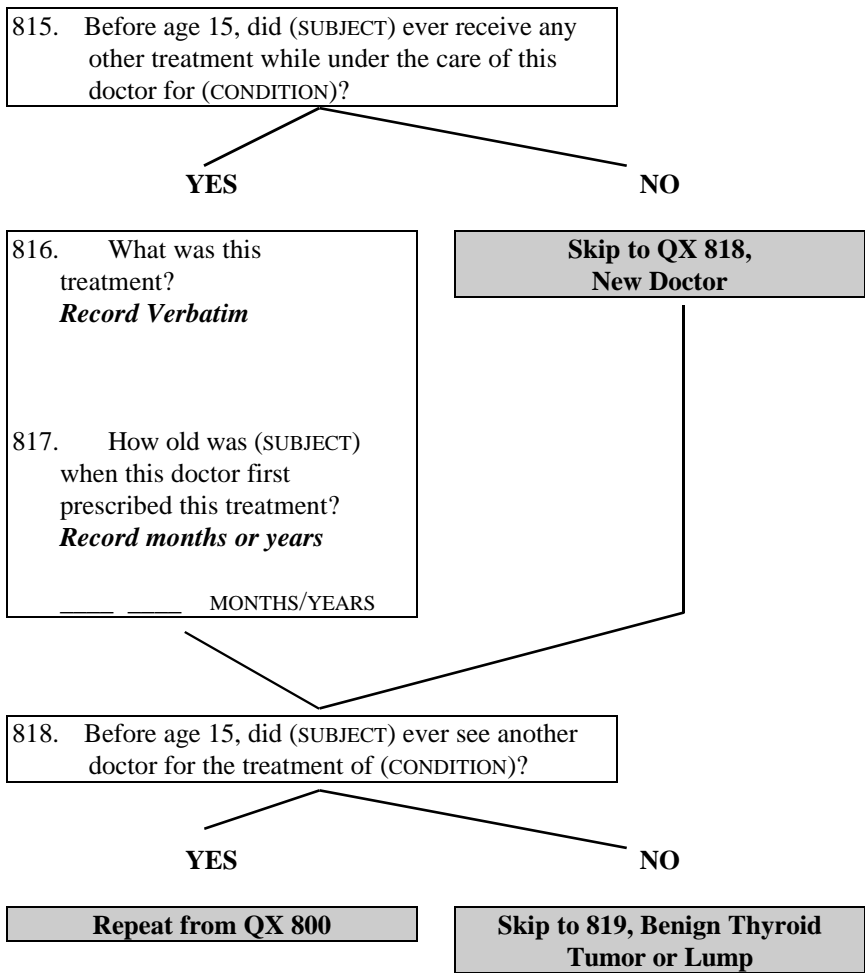 815. Before age 15, did (SUBJECT) ever receive any
other treatment while under the care of this
doctor for (CONDITION)?
YES
NO
816. What was this
treatment?
Record Verbatim
817. How old was (SUBJECT)
when this doctor first
prescribed this treatment?
Record months or years
____ ____ MONTHS/YEARS
Skip to QX 818,
New Doctor
818. Before age 15, did (SUBJECT) ever see another
doctor for the treatment of (CONDITION)?
YES
NO
Repeat from QX 800
Skip to 819, Benign Thyroid
Tumor or Lump